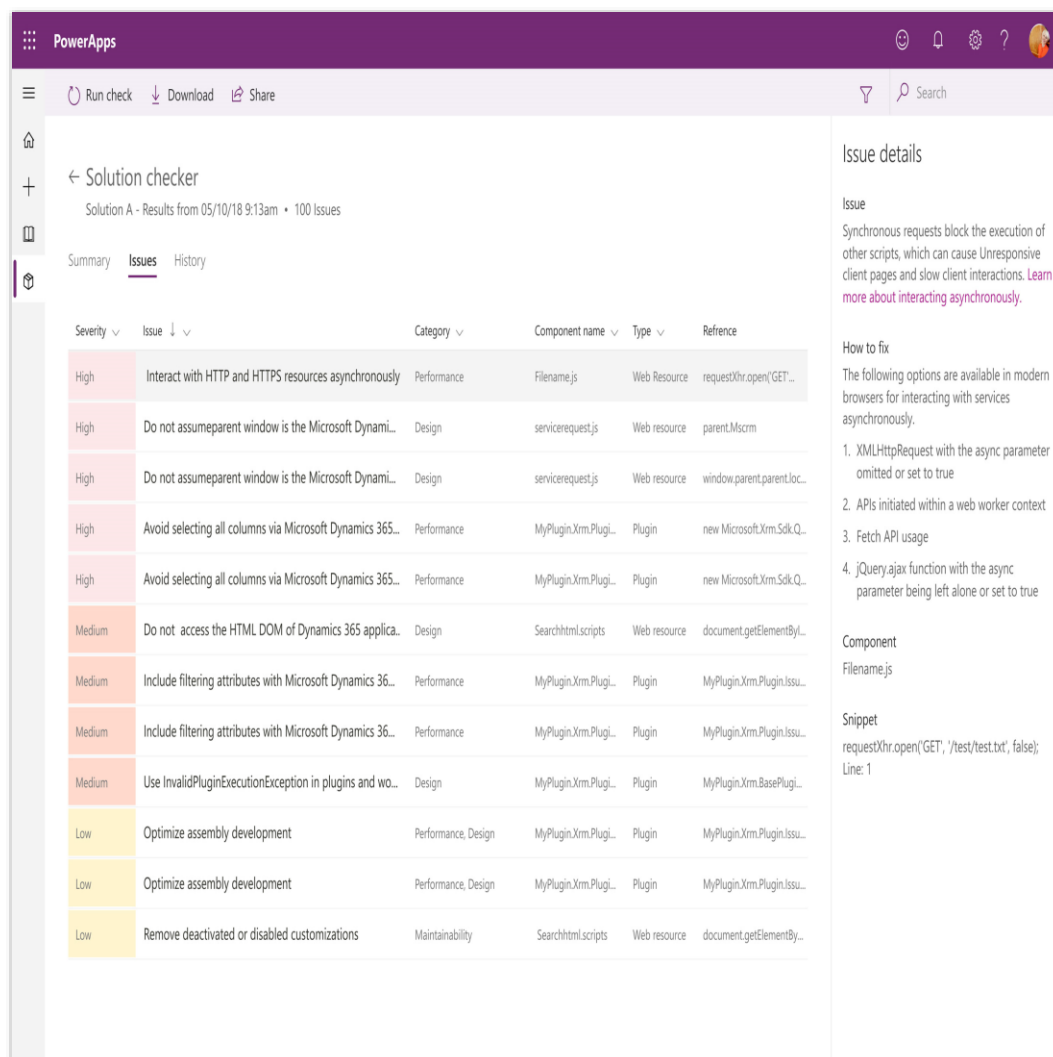 PowerApps
Run check Download Share
Search
← Solution checker
Solution A - Results from 05/10/18 9:13am • 100 Issues
Summary Issues History
Severity Issue ↓ Category Component name Type Refrence
High Interact with HTTP and HTTPS resources asynchronously Performance Filename.js Web Resource requestXhr.open('GET'...
High Do not assumeparent window is the Microsoft Dynami... Design servicerequest.js Web resource parent.Mscrm
High Do not assumeparent window is the Microsoft Dynami... Design servicerequest.js Web resource window.parent.parent.loc...
High Avoid selecting all columns via Microsoft Dynamics 365... Performance MyPlugin.Xrm.Plugi... Plugin new Microsoft.Xrm.Sdk.Q...
High Avoid selecting all columns via Microsoft Dynamics 365... Performance MyPlugin.Xrm.Plugi... Plugin new Microsoft.Xrm.Sdk.Q...
Medium Do not access the HTML DOM of Dynamics 365 applica.. Design Searchhtml.scripts Web resource document.getElementByI...
Medium Include filtering attributes with Microsoft Dynamics 36... Performance MyPlugin.Xrm.Plugi... Plugin MyPlugin.Xrm.Plugin.Issu...
Medium Include filtering attributes with Microsoft Dynamics 36... Performance MyPlugin.Xrm.Plugi... Plugin MyPlugin.Xrm.Plugin.Issu...
Medium Use InvalidPluginExecutionException in plugins and wo... Design MyPlugin.Xrm.Plugi... Plugin MyPlugin.Xrm.BasePlugi...
Low Optimize assembly development Performance, Design MyPlugin.Xrm.Plugi... Plugin MyPlugin.Xrm.Plugin.Issu...
Low Optimize assembly development Performance, Design MyPlugin.Xrm.Plugi... Plugin MyPlugin.Xrm.Plugin.Issu...
Low Remove deactivated or disabled customizations Maintainability Searchhtml.scripts Web resource document.getElementBy...
Issue details
Issue
Synchronous requests block the execution of
other scripts, which can cause Unresponsive
client pages and slow client interactions. Learn
more about interacting asynchronously.
How to fix
The following options are available in modern
browsers for interacting with services
asynchronously.
1. XMLHttpRequest with the async parameter
omitted or set to true
2. APIs initiated within a web worker context
3. Fetch API usage
4. jQuery.ajax function with the async
parameter being left alone or set to true
Component
Filename.js
Snippet
requestXhr.open('GET', '/test/test.txt', false);
Line: 1